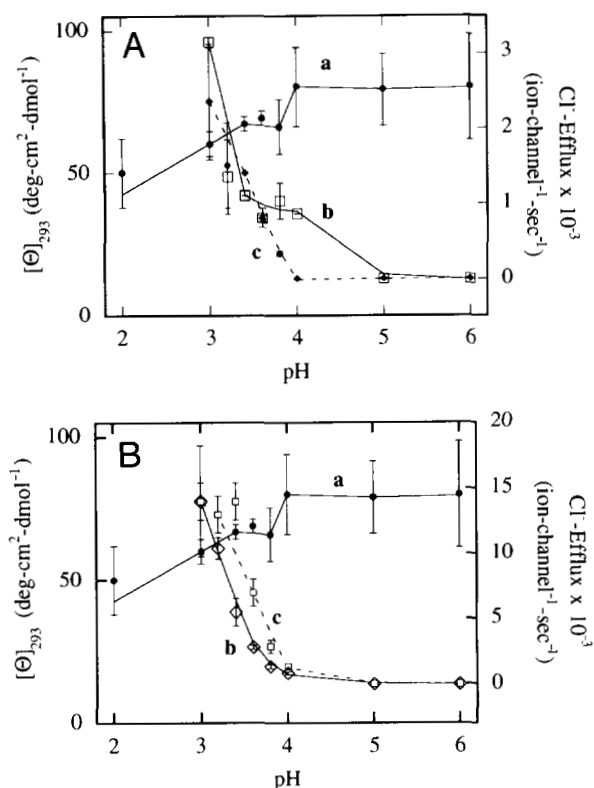 A
100
50
0
[Θ]293 (deg-cm2-dmol-1)
2 3 4 5 6
pH
3
2
1
0
Cl--Efflux x 10-3
(ion-channel-1-sec-1)
a
b
c
B
100
50
0
[Θ]293 (deg-cm2-dmol-1)
2 3 4 5 6
pH
20
15
10
5
0
Cl--Efflux x 10-3
(ion-channel-1-sec-1)
a
b
c